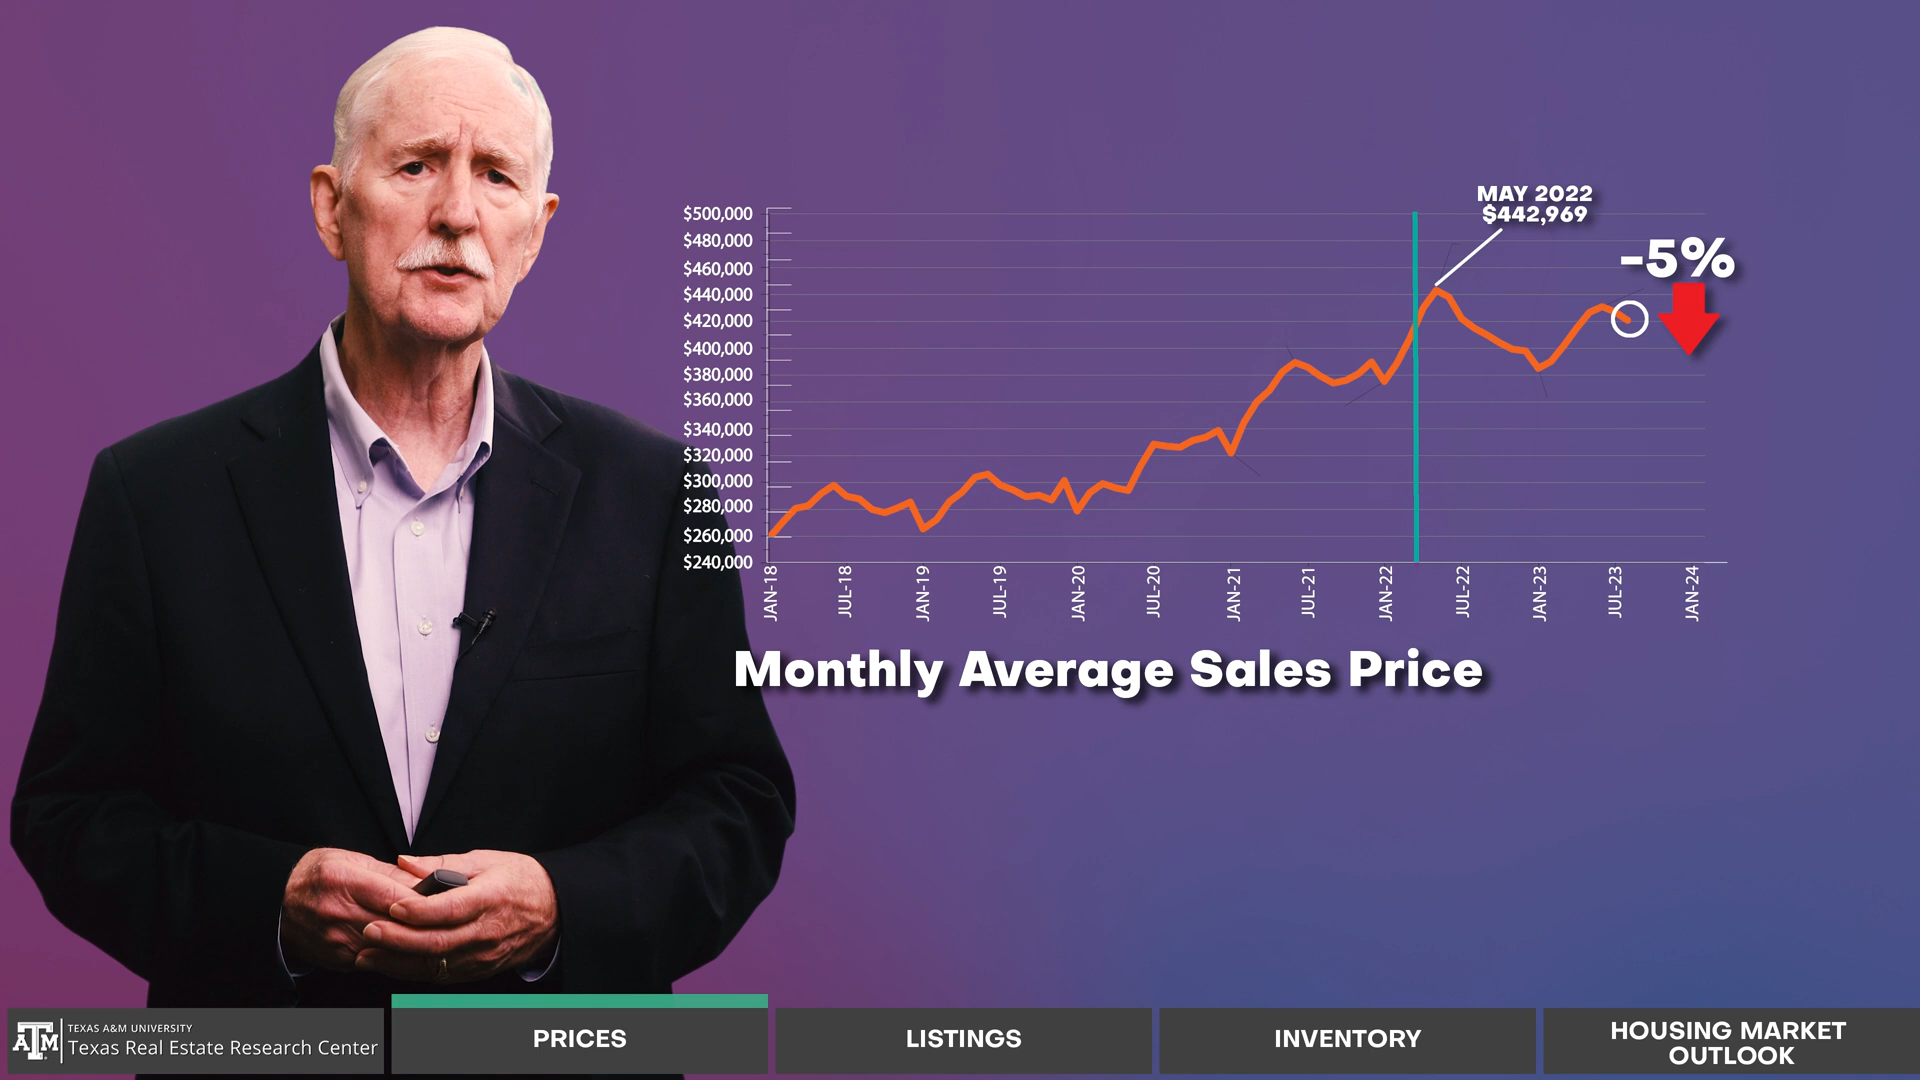 MAY 2022
$442,969
-5%
$500,000
$480,000
$460,000
$440,000
$420,000
$400,000
$380,000
$360,000
$340,000
$320,000
$300,000
$280,000
$260,000
$240,000
JAN-18
JUL-18
JAN-19
JUL-19
JAN-20
JUL-20
JAN-21
JUL-21
JAN-22
JUL-22
JAN-23
JUL-23
JAN-24
Monthly Average Sales Price
ATM
TEXAS A&M UNIVERSITY
Texas Real Estate Research Center
PRICES
LISTINGS
INVENTORY
HOUSING MARKET
OUTLOOK